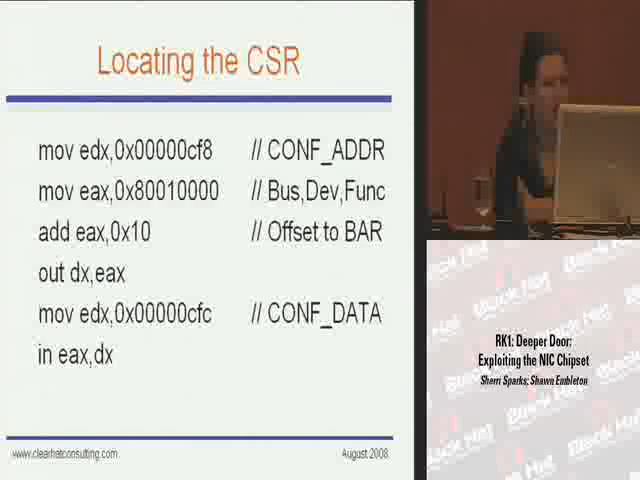 Locating the CSR
mov edx,0x00000cf8 // CONF_ADDR
mov eax,0x80010000 // Bus,Dev,Func
add eax,0x10 // Offset to BAR
out dx,eax
mov edx,0x00000cfc // CONF_DATA
in eax,dx
www.clearhatconsulting.com August 2008
RK1: Deeper Door:
Exploiting the NIC Chipset
Sherri Sparks; Shawn Embleton